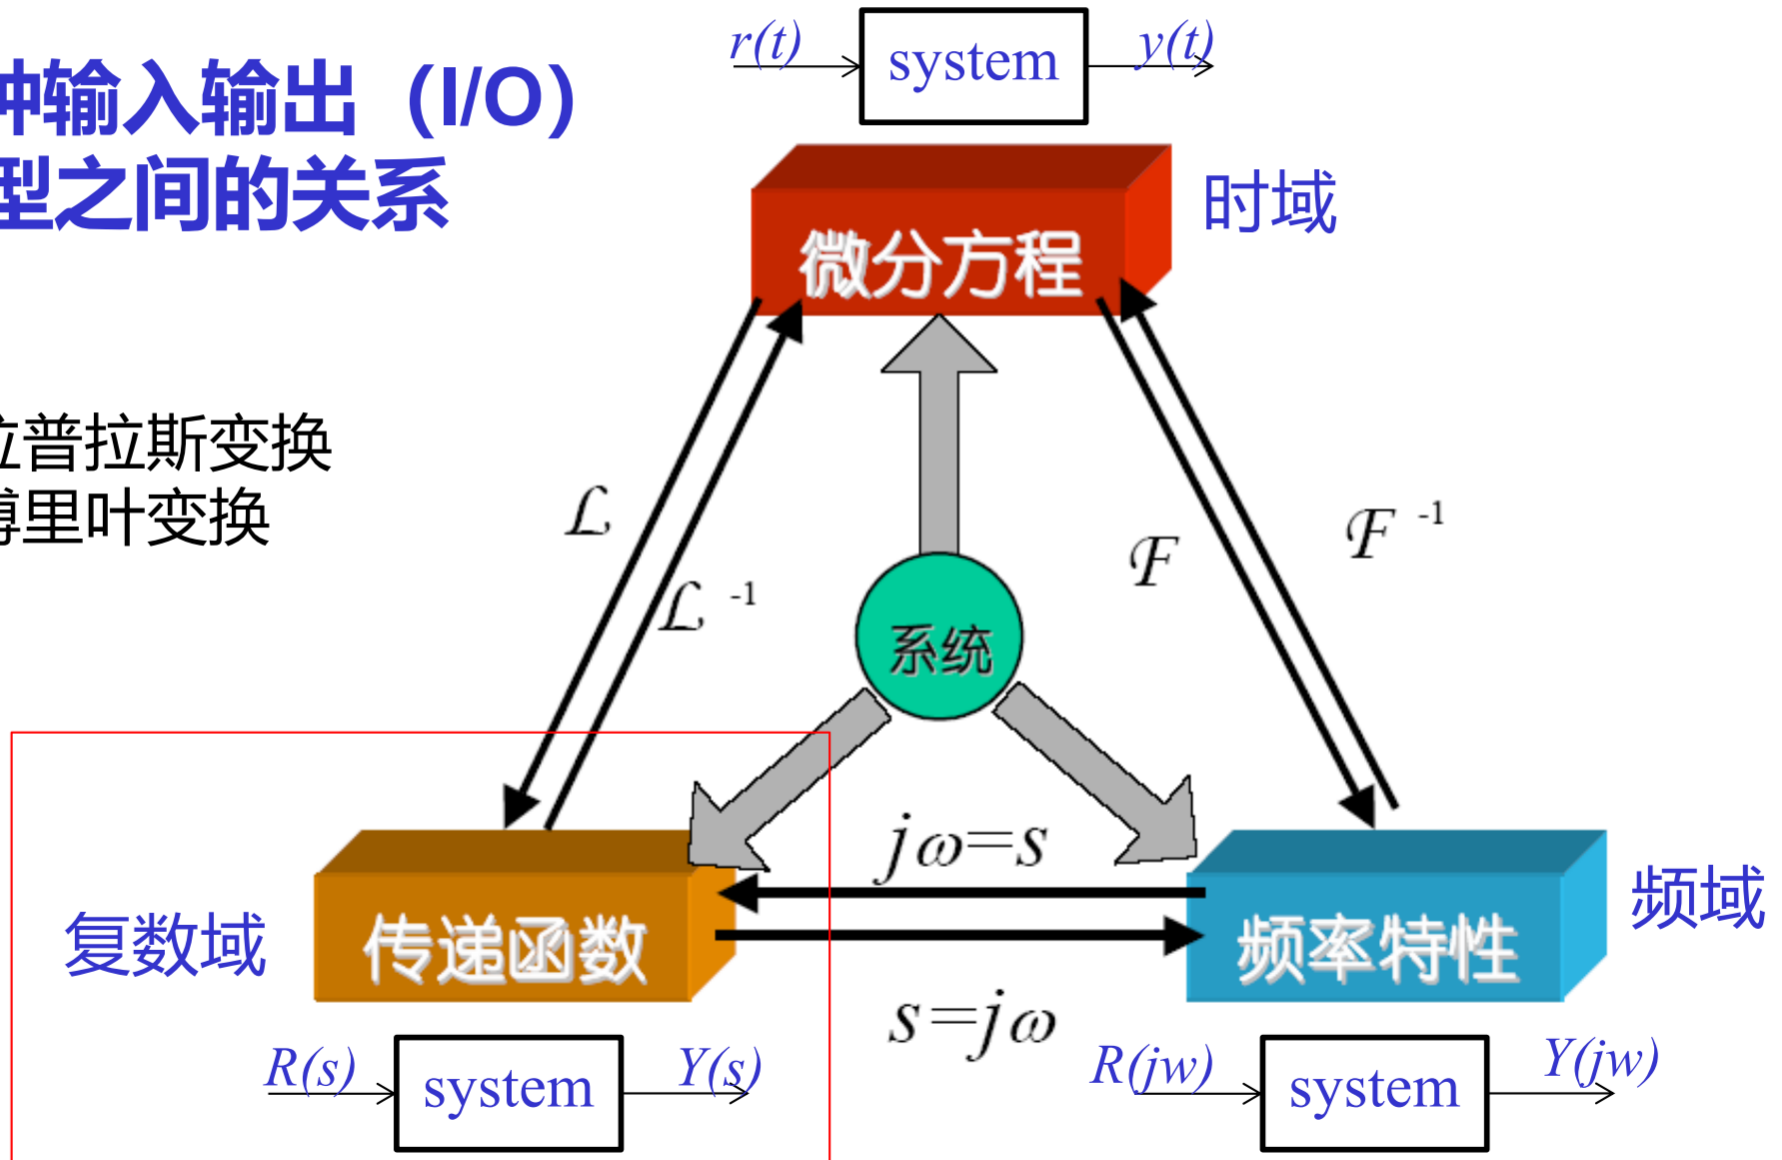 r(t)
system
y(t)
种输入输出（I/O）
型之间的关系
微分方程
时域
拉普拉斯变换
傅里叶变换
ℒ
ℒ -1
ℱ
ℱ -1
系统
jω=s
复数域
传递函数
频率特性
频域
s=jω
R(s)
system
Y(s)
R(jw)
system
Y(jw)